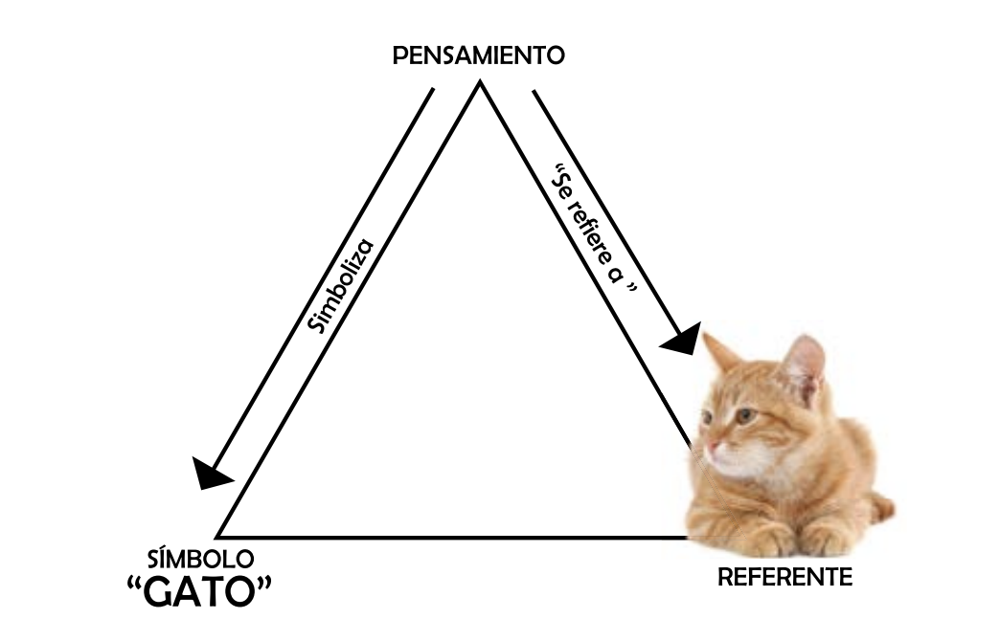 PENSAMIENTO
Simboliza
“Se refiere a ”
SÍMBOLO
“GATO”
REFERENTE